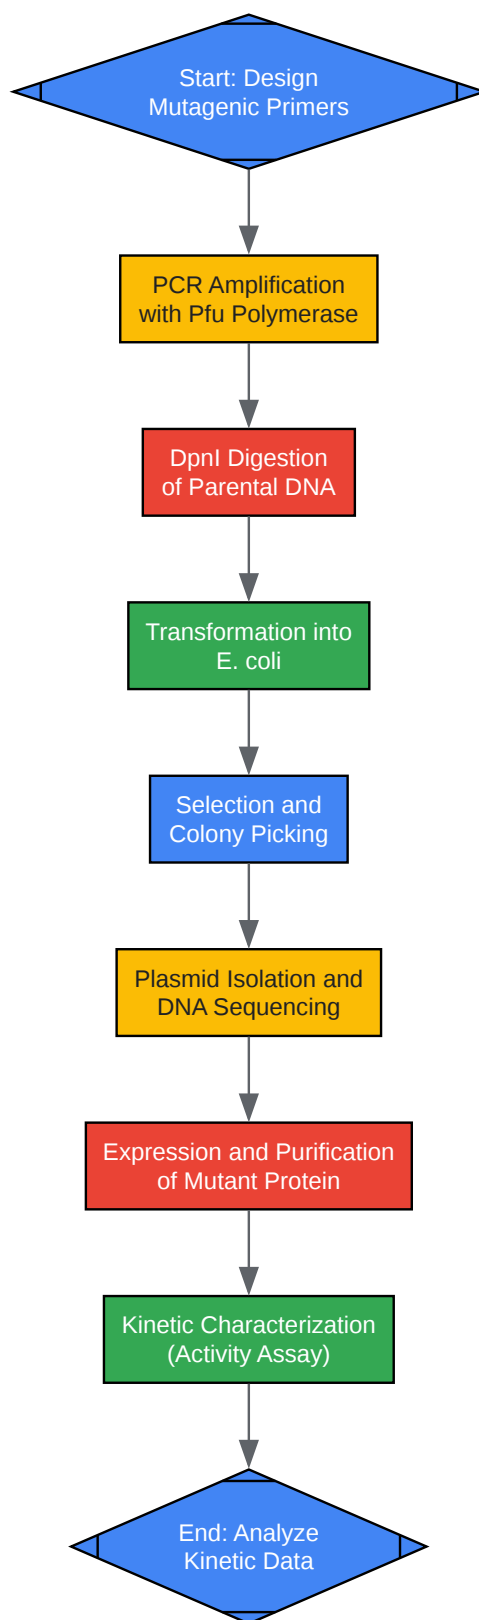 Start: Design
Mutagenic Primers
PCR Amplification
with Pfu Polymerase
DpnI Digestion
of Parental DNA
Transformation into
E. coli
Selection and
Colony Picking
Plasmid Isolation and
DNA Sequencing
Expression and Purification
of Mutant Protein
Kinetic Characterization
(Activity Assay)
End: Analyze
Kinetic Data